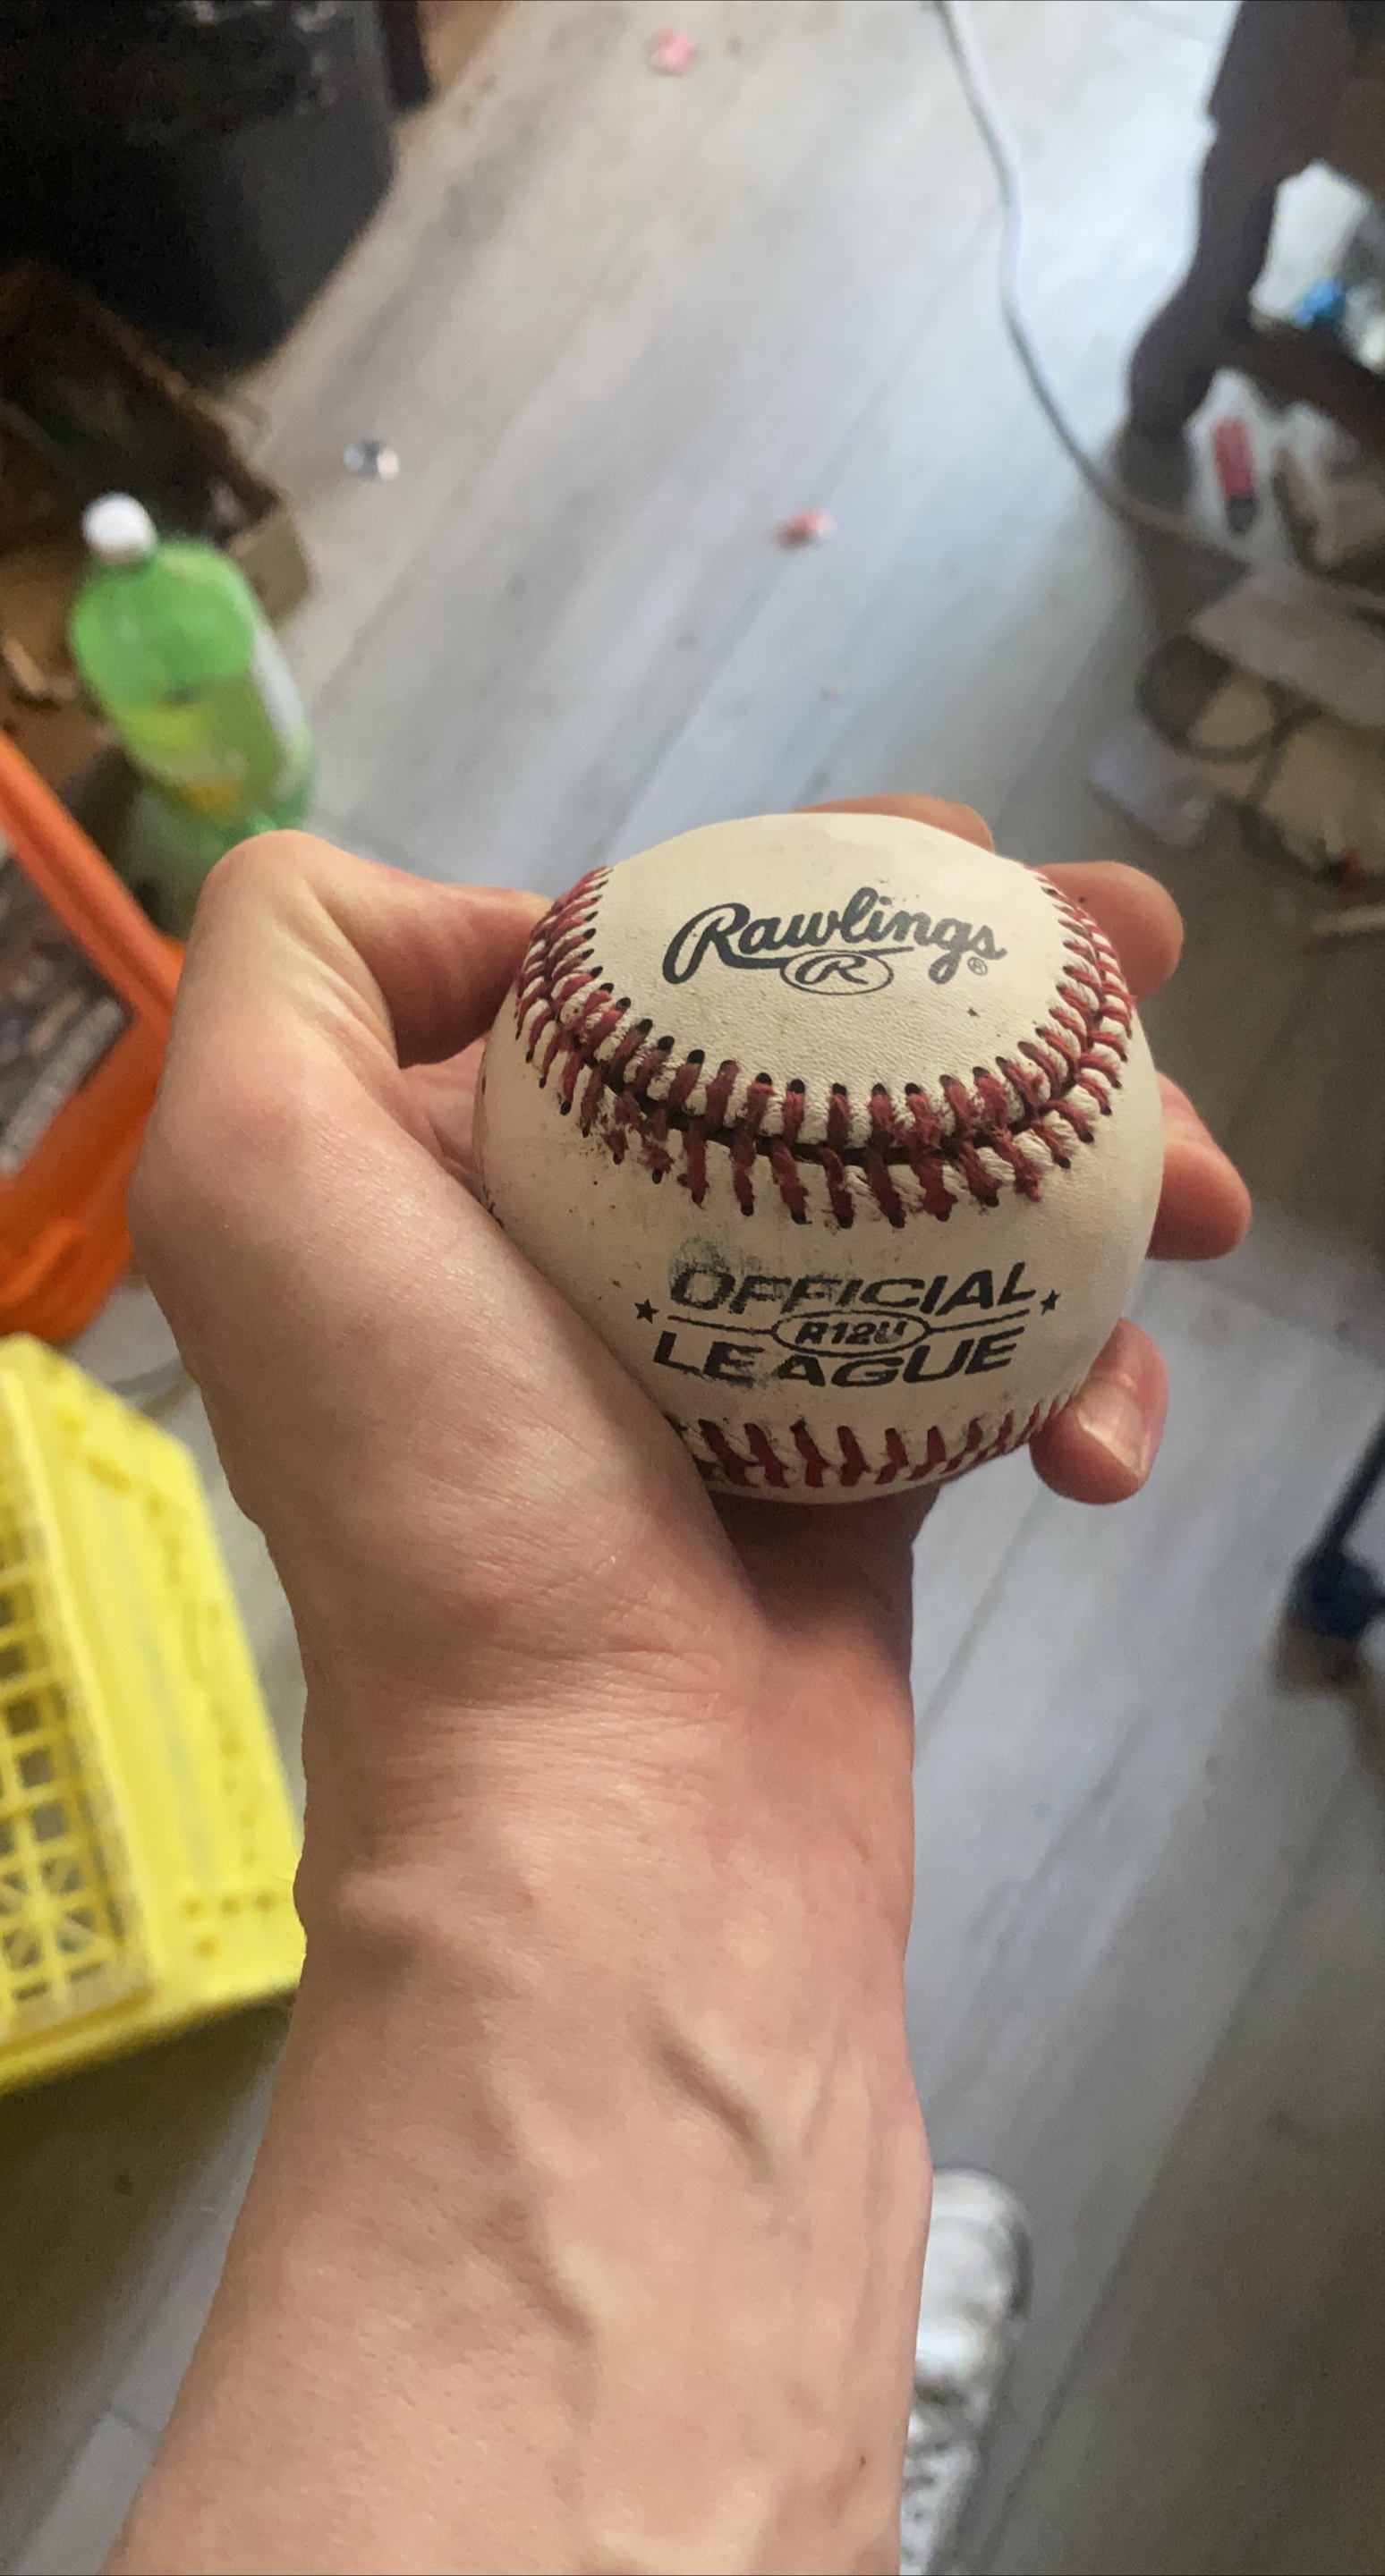 Rawlings®
R
OFFICIAL
R12U
LEAGUE